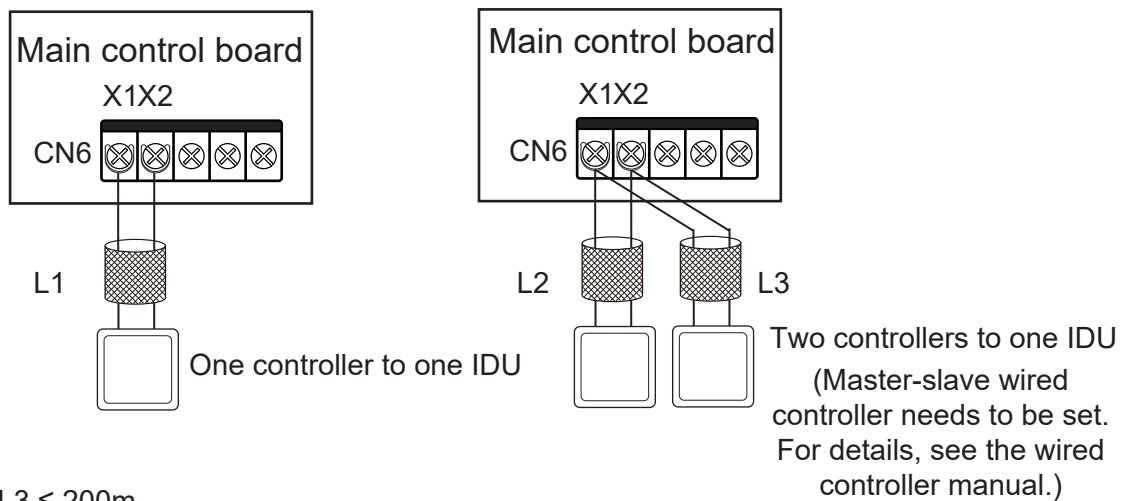 Main control board
X1X2
CN6
L1
One controller to one IDU
Main control board
X1X2
CN6
L2
L3
Two controllers to one IDU
(Master-slave wired
controller needs to be set.
For details, see the wired
controller manual.)
≤ 200m